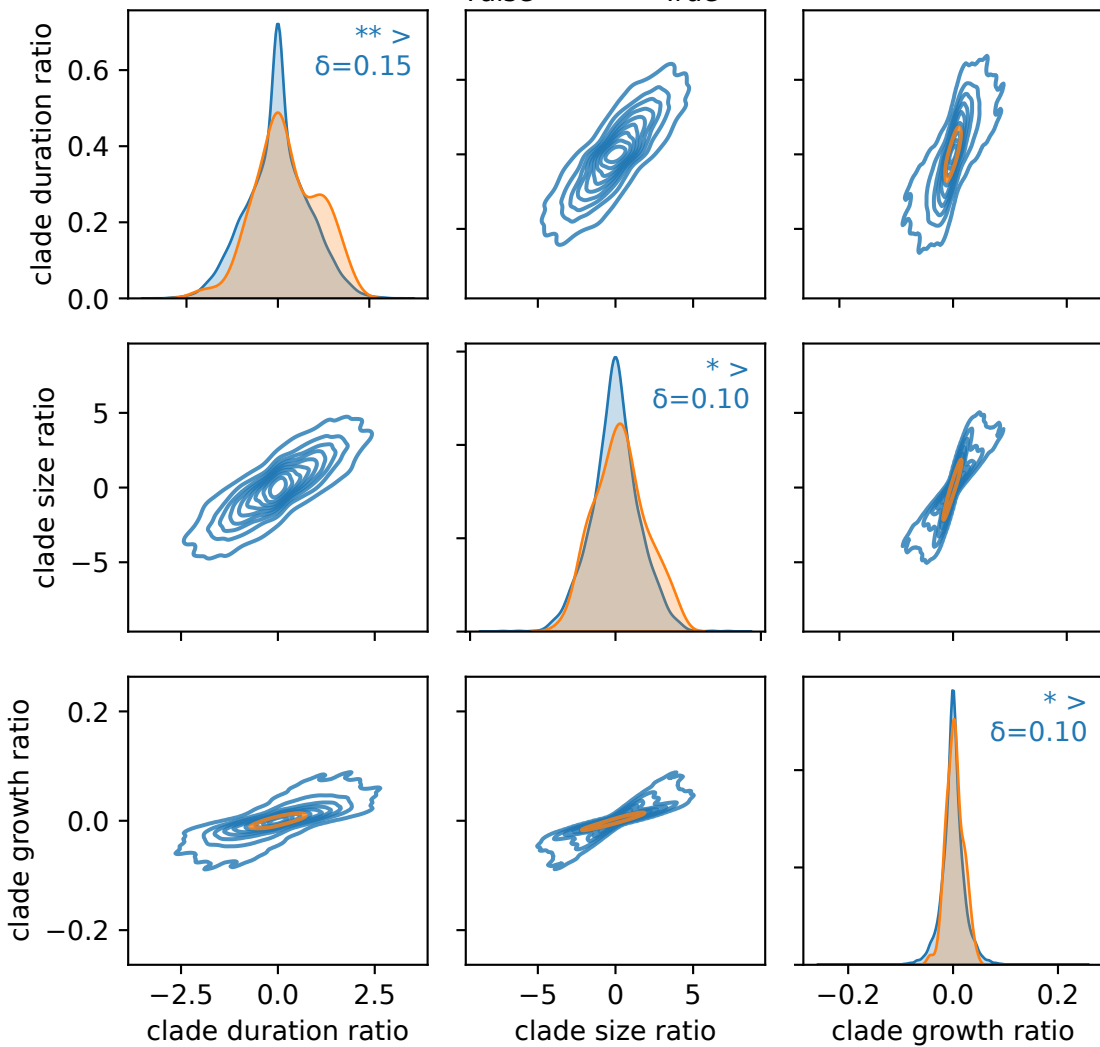 ** >
δ=0.15
clade duration ratio
0.6
0.4
0.2
0.0
* >
δ=0.10
clade size ratio
5
0
−5
* >
δ=0.10
clade growth ratio
0.2
0.0
−0.2
−2.5 0.0 2.5
−5 0 5
−0.2 0.0 0.2
clade duration ratio
clade size ratio
clade growth ratio